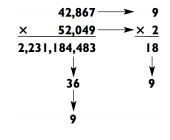 42,867 → 9
× 52,049 → × 2
2,231,184,483 18
↓ ↓
36 9
↓
9